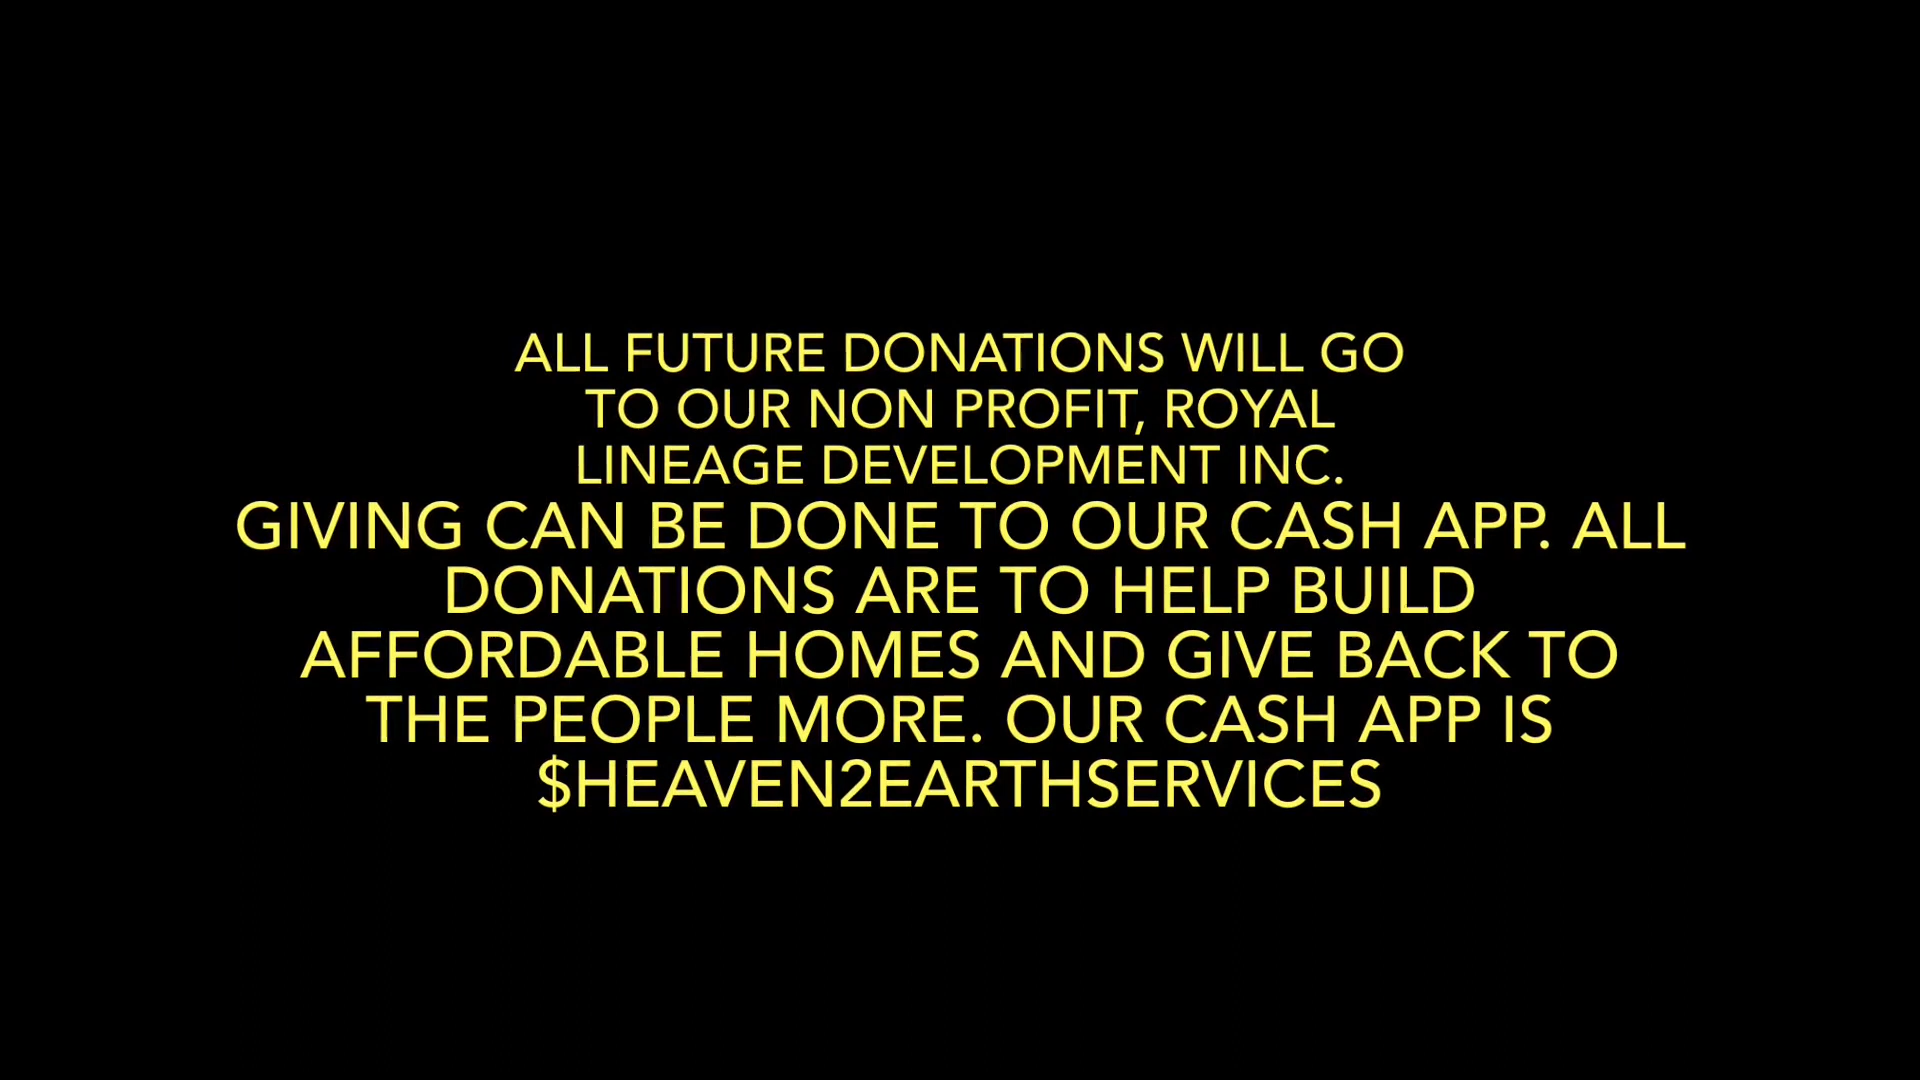 ALL FUTURE DONATIONS WILL GO
TO OUR NON PROFIT, ROYAL
LINEAGE DEVELOPMENT INC.
GIVING CAN BE DONE TO OUR CASH APP. ALL
DONATIONS ARE TO HELP BUILD
AFFORDABLE HOMES AND GIVE BACK TO
THE PEOPLE MORE. OUR CASH APP IS
$HEAVEN2EARTHSERVICES